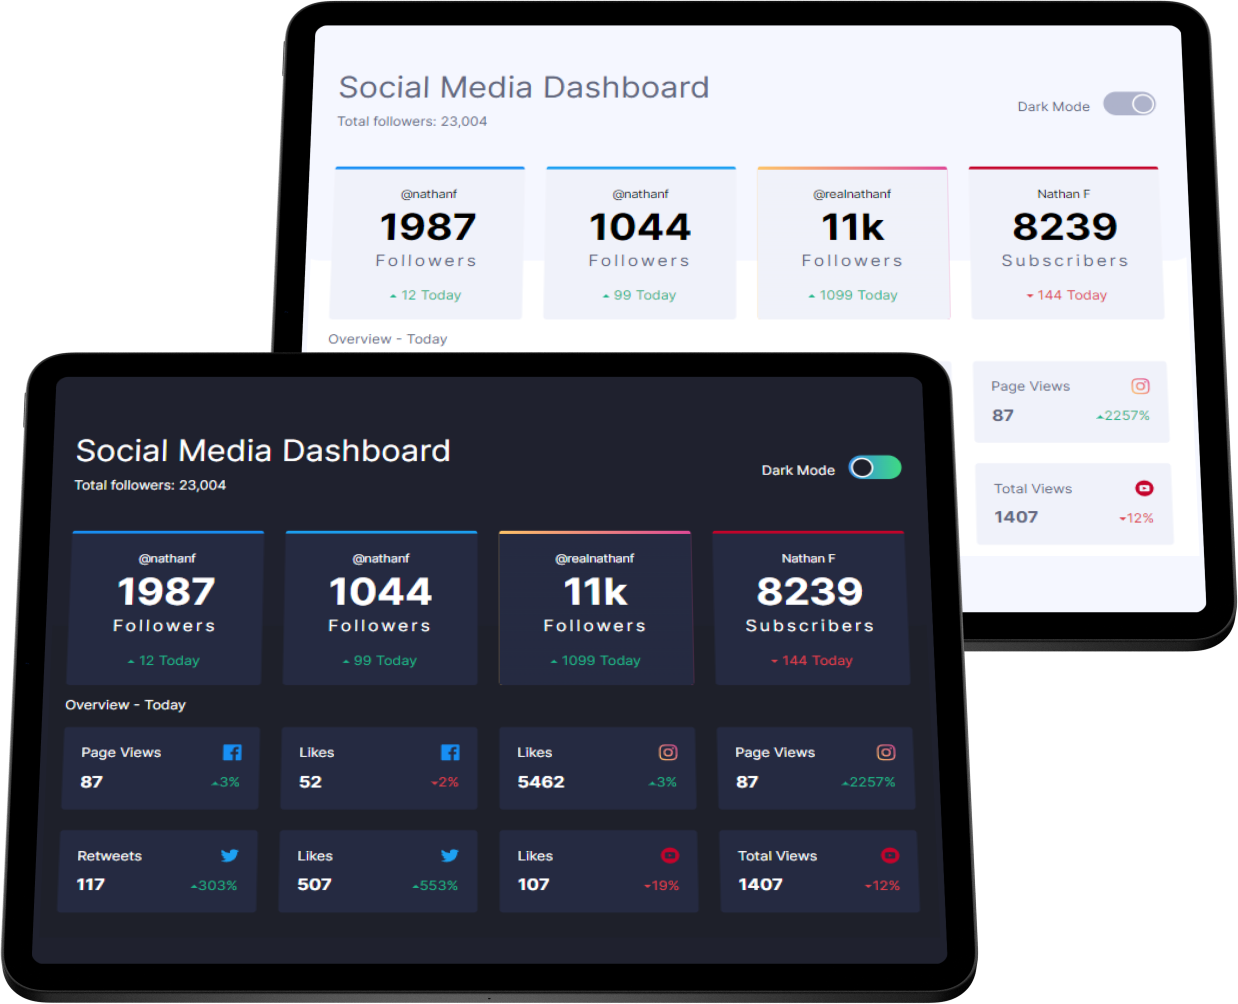 Social Media Dashboard
Total followers: 23,004
Dark Mode
@nathanf
1987
Followers
12 Today
@nathanf
1044
Followers
99 Today
@realnathanf
11k
Followers
1099 Today
Nathan F
8239
Subscribers
144 Today
Overview - Today
Page Views
87
2257%
Total Views
1407
12%
Social Media Dashboard
Total followers: 23,004
Dark Mode
@nathanf
1987
Followers
12 Today
@nathanf
1044
Followers
99 Today
@realnathanf
11k
Followers
1099 Today
Nathan F
8239
Subscribers
144 Today
Overview - Today
Page Views
87
3%
Likes
52
2%
Likes
5462
3%
Page Views
87
2257%
Retweets
117
303%
Likes
507
553%
Likes
107
19%
Total Views
1407
12%